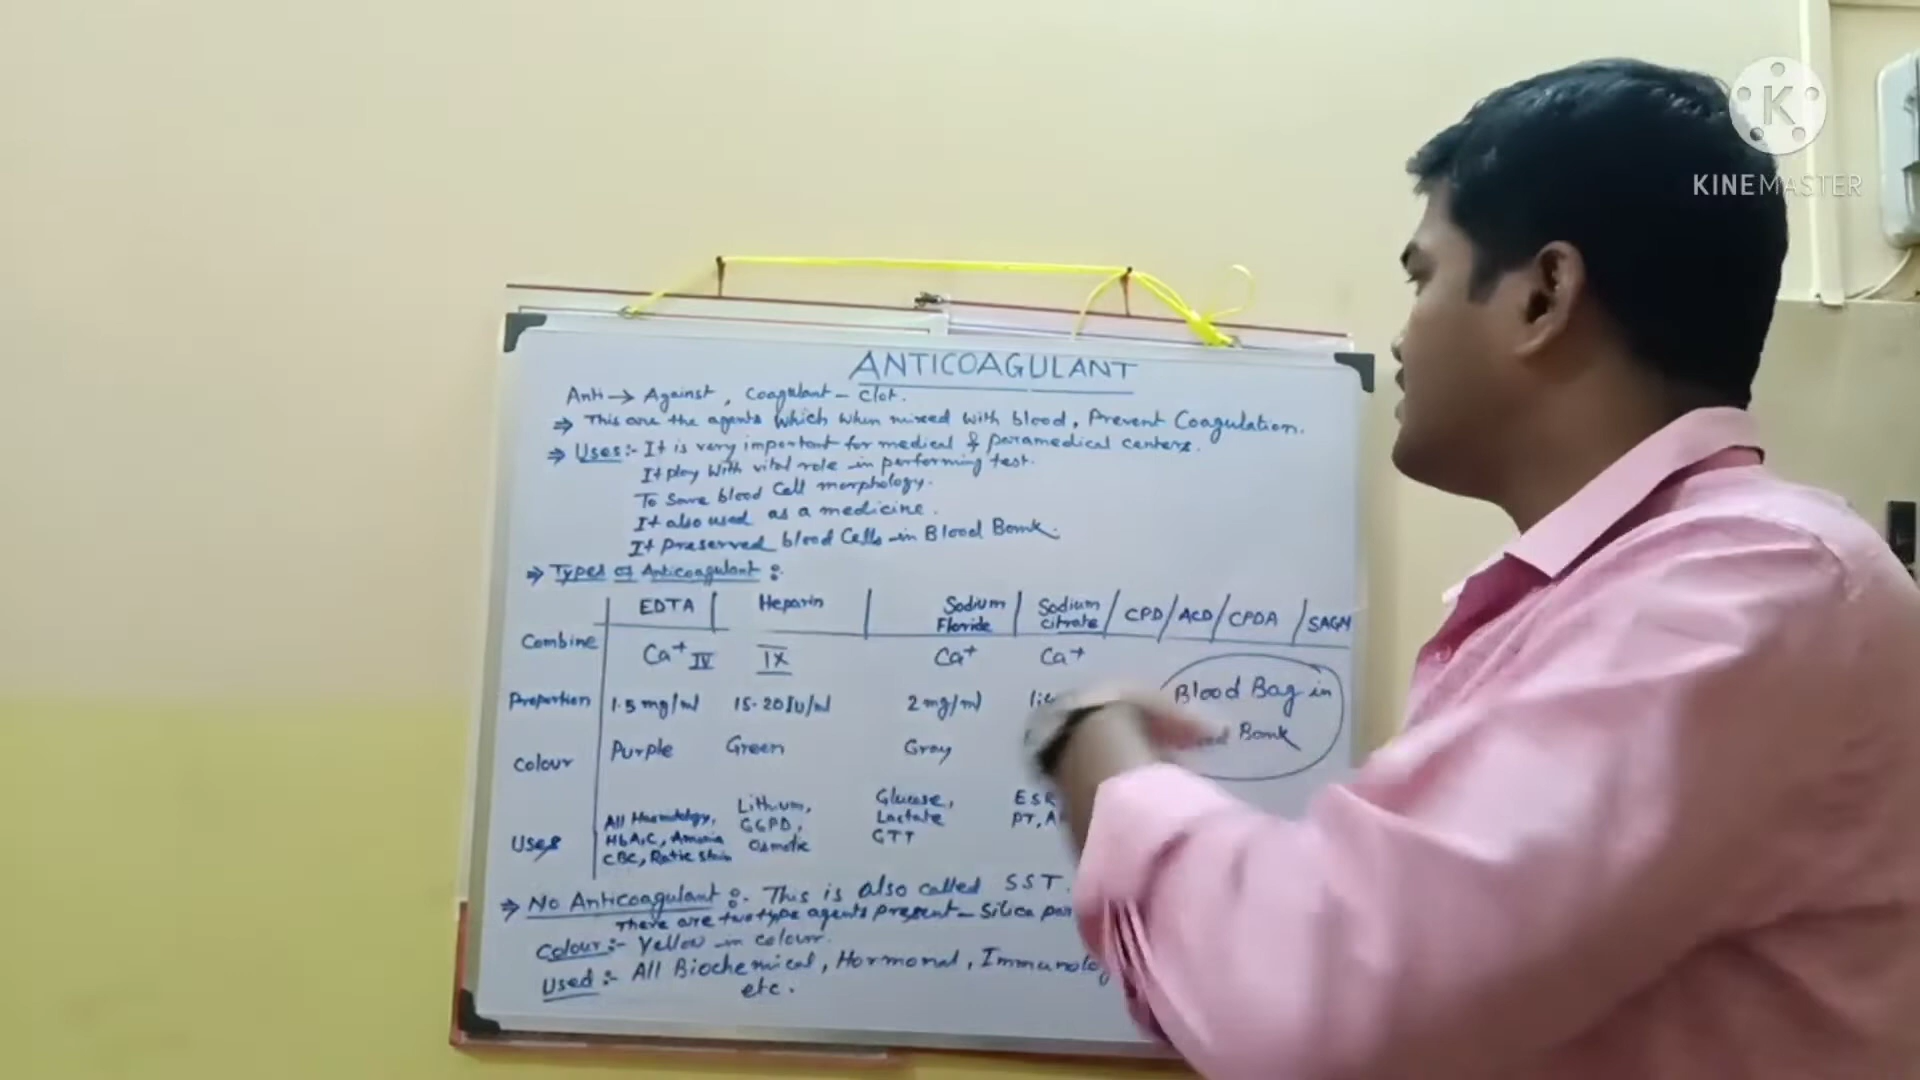 K
KINEMASTER
ANTICOAGULANT
Anti → Against, Coagulant - Clot.
⇒ This are the agents which when mixed with blood, Prevent Coagulation.
⇒ Uses:- It is very important for medical & paramedical centers.
It play with vital role in performing test.
To Save blood Cell morphology.
It also used as a medicine.
It preserved blood Cells in Blood Bank.
⇒ Types of Anticoagulant :-
EDTA | Heparin | Sodium Floride | Sodium citrate / CPD / ACD / CPDA / SAGM
Combine Ca+ IV IX Ca+ Ca+
Proportion 1.5 mg/ml 15-20 IU/ml 2 mg/ml
Blood Bag in
Bank
Colour Purple Green Gray
Uses All Haematology, HbA1C, CBC, Lithium, G6PD, Osmotic Glucose, Lactate GTT ESR PT,
⇒ No Anticoagulant :- This is also called SST.
There are two type agents present - Silica
Colour :- Yellow in colour.
Used :- All Biochemical, Hormonal,
etc.